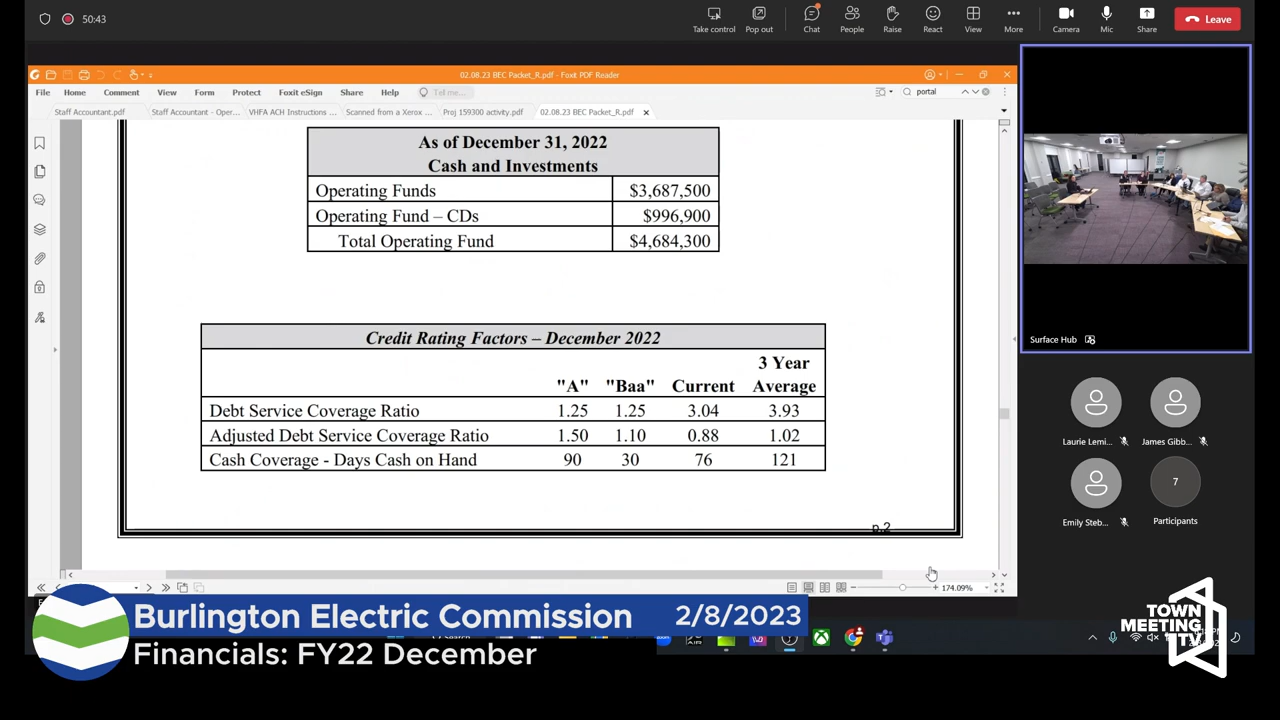 50:43
Take control Pop out Chat People Raise React View More Camera Mic Share Leave
02.08.23 BEC Packet_R.pdf - Foxit PDF Reader
File Home Comment View Form Protect Foxit eSign Share Help Tell me... portal
Staff Accountant.pdf Staff Accountant - Oper... VHFA ACH Instructions ... Scanned from a Xerox ... Proj 159300 activity.pdf 02.08.23 BEC Packet_R.pdf
As of December 31, 2022
Cash and Investments
Operating Funds $3,687,500
Operating Fund – CDs $996,900
Total Operating Fund $4,684,300
Credit Rating Factors – December 2022
3 Year
"A" "Baa" Current Average
Debt Service Coverage Ratio 1.25 1.25 3.04 3.93
Adjusted Debt Service Coverage Ratio 1.50 1.10 0.88 1.02
Cash Coverage - Days Cash on Hand 90 30 76 121
p.2
174.09%
Surface Hub
Laurie Lemi... James Gibb...
Emily Steb... 7
Participants
Burlington Electric Commission 2/8/2023
Financials: FY22 December
TOWN
MEETING
TV